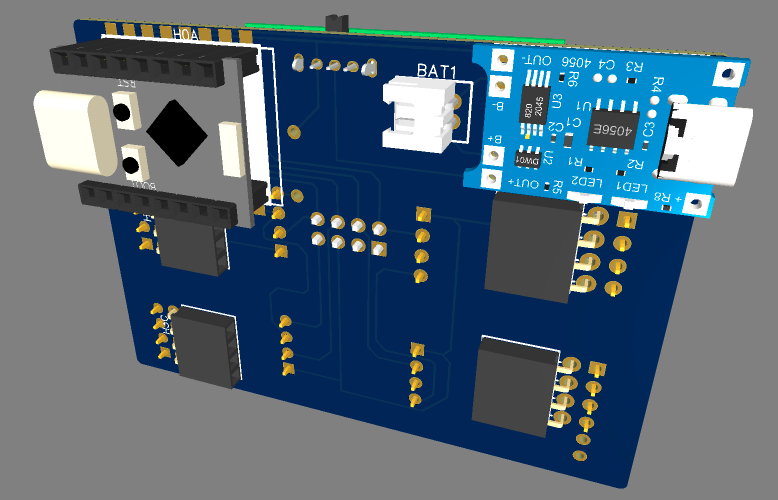 HOA
BAT1
RST
BOOT
OUT-
4056
C4
R3
R6
R4
B-
U3
820
2045
U1
4056E
C1
C2
C3
B+
DW01
U2
R1
R2
OUT+
R5
LED2
LED1
R8
+